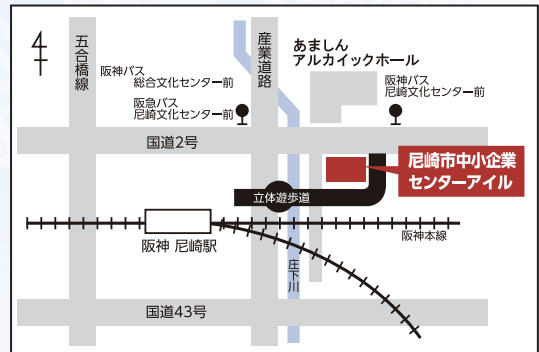 五合橋線
阪神バス
総合文化センター前
阪急バス
尼崎文化センター前
産業道路
あましん
アルカイックホール
阪神バス
尼崎文化センター前
国道2号
尼崎市中小企業
センターアイル
立体遊歩道
阪神 尼崎駅
阪神本線
庄下川
国道43号